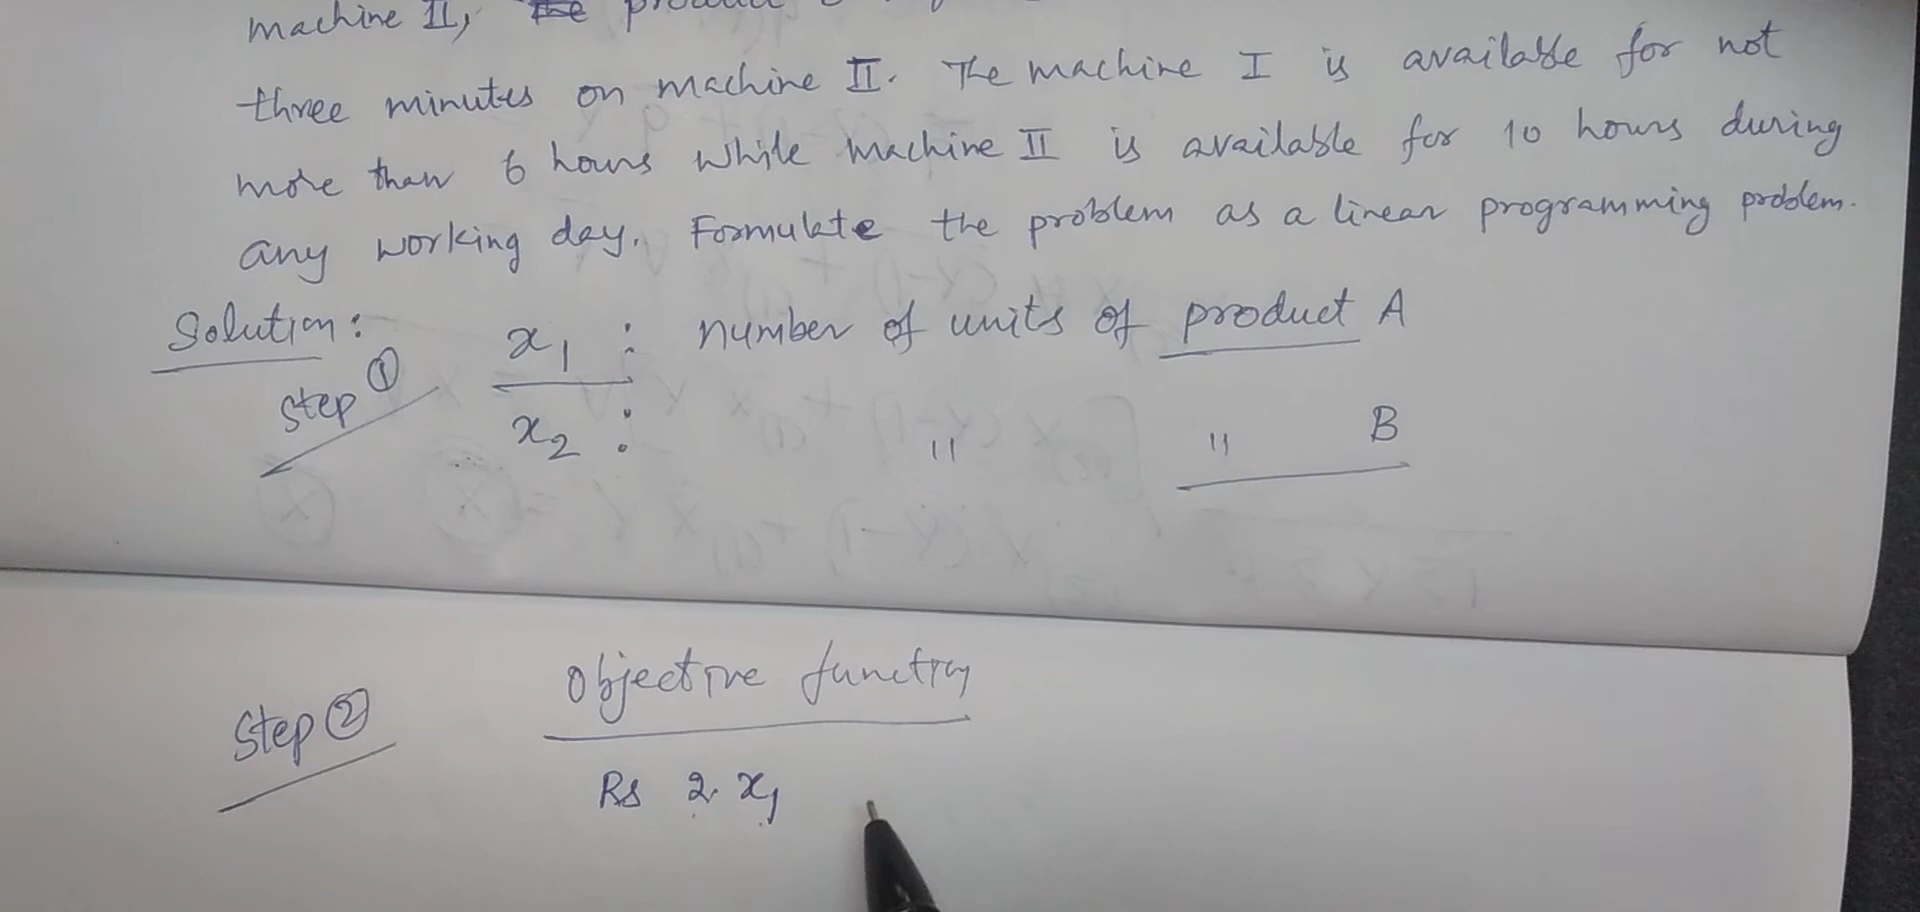 machine II, the product
three minutes on machine II. The machine I is available for not
more than 6 hours while machine II is available for 10 hours during
any working day. Formulate the problem as a linear programming problem.
Solution:
Step ①
x₁ : number of units of product A
x₂ : " " B
Step ②
Objective function
Rs 2 x₁